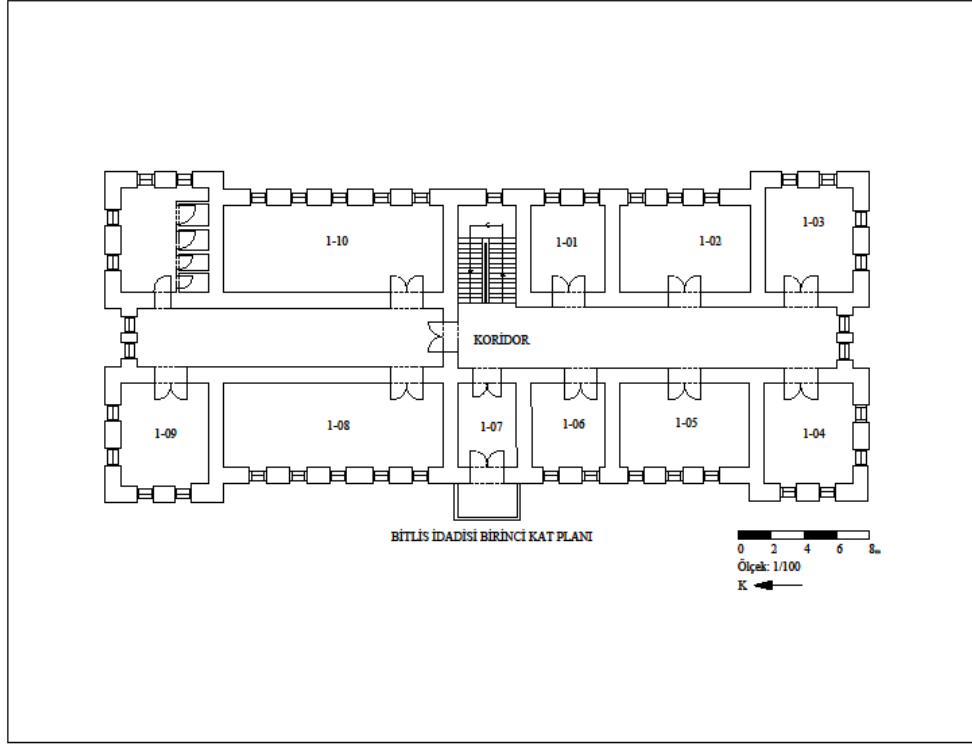 1-10
1-01
1-02
1-03
KORİDOR
1-09
1-08
1-07
1-06
1-05
1-04
BİTLİS İDADİSİ BİRİNCİ KAT PLANI
0 2 4 6 8m
Ölçek: 1/100
K